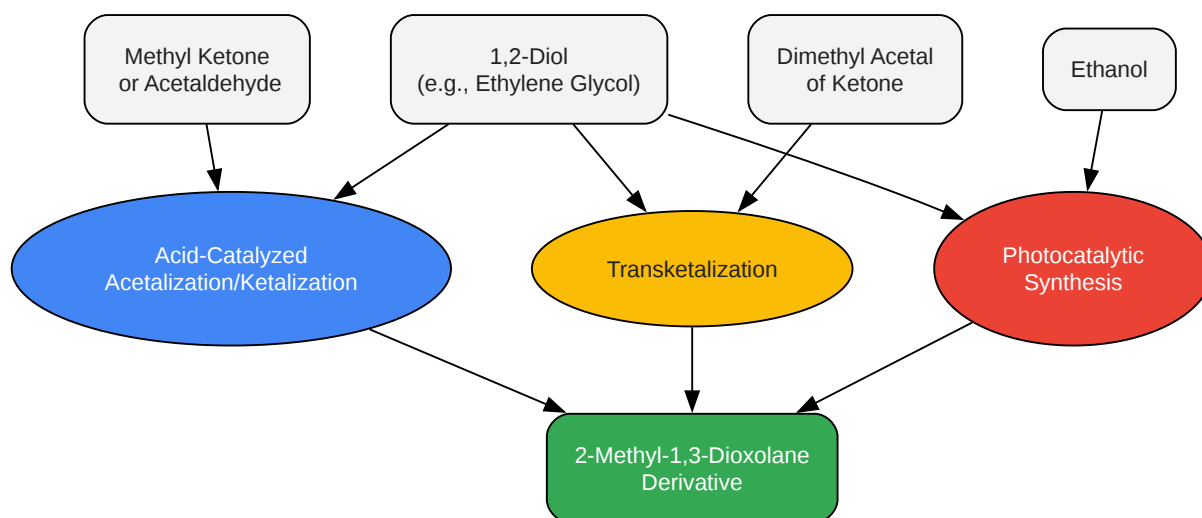 Methyl Ketone
or Acetaldehyde
1,2-Diol
(e.g., Ethylene Glycol)
Dimethyl Acetal
of Ketone
Ethanol
Acid-Catalyzed
Acetalization/Ketalization
Transketalization
Photocatalytic
Synthesis
2-Methyl-1,3-Dioxolane
Derivative